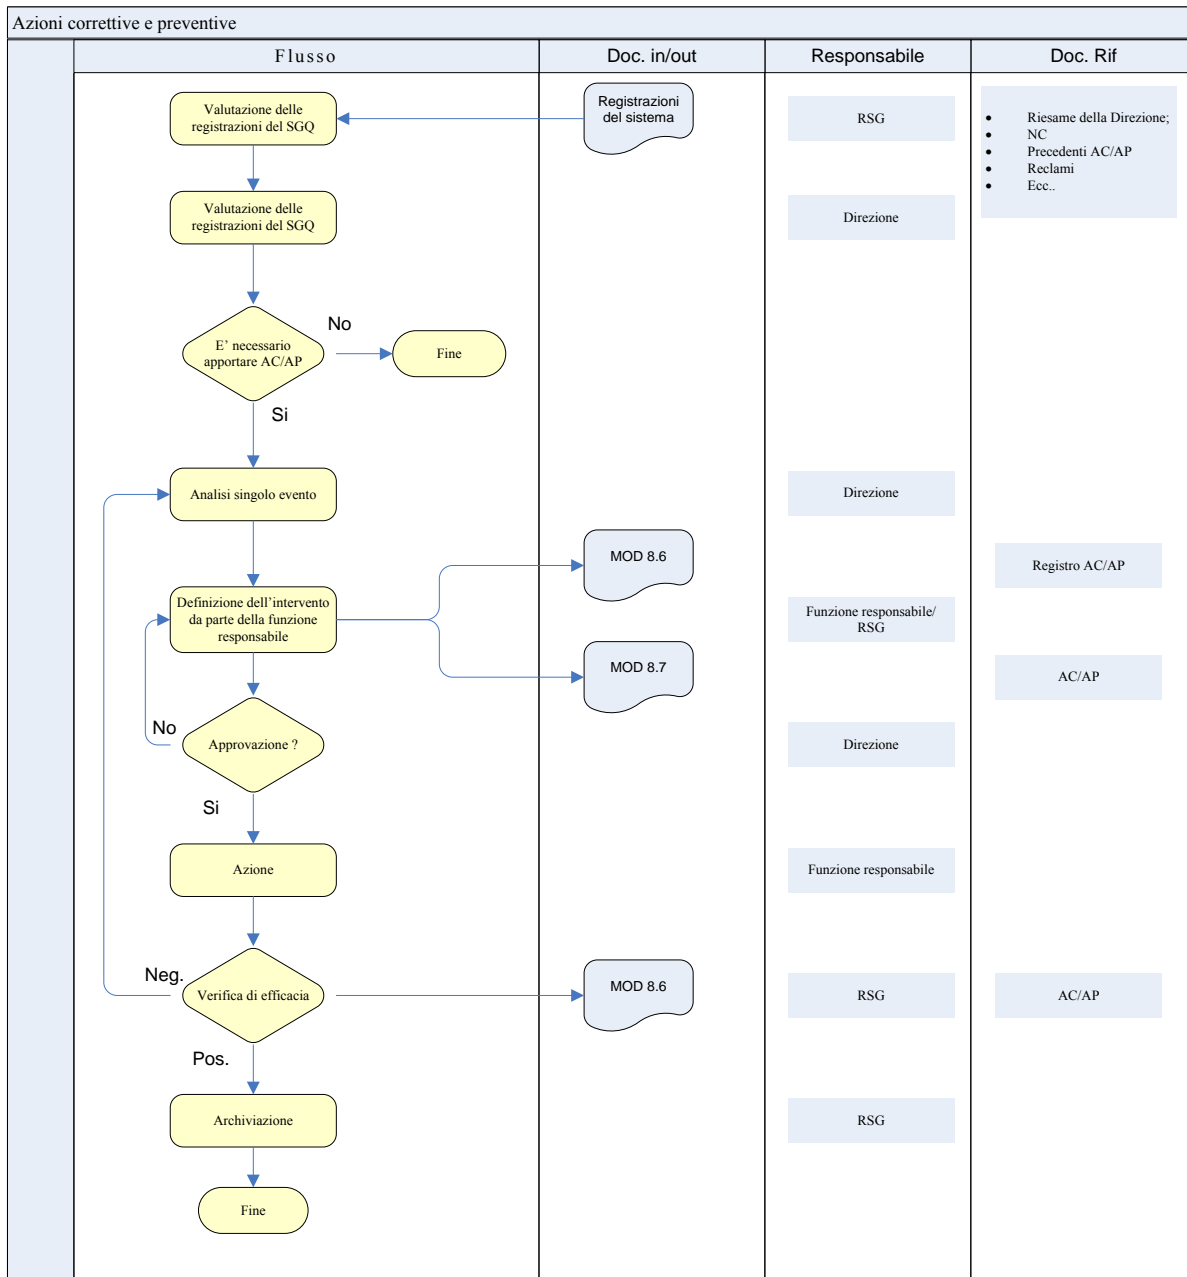 Azioni correttive e preventive
Flusso
Doc. in/out
Responsabile
Doc. Rif
Valutazione delle
registrazioni del SGQ
Registrazioni
del sistema
RSG
• Riesame della Direzione;
• NC
• Precedenti AC/AP
• Reclami
• Ecc..
Valutazione delle
registrazioni del SGQ
Direzione
E' necessario
apportare AC/AP
No
Fine
Si
Analisi singolo evento
Direzione
MOD 8.6
Registro AC/AP
Definizione dell'intervento
da parte della funzione
responsabile
Funzione responsabile/
RSG
MOD 8.7
AC/AP
No
Approvazione ?
Direzione
Si
Azione
Funzione responsabile
Neg.
Verifica di efficacia
MOD 8.6
RSG
AC/AP
Pos.
Archiviazione
RSG
Fine